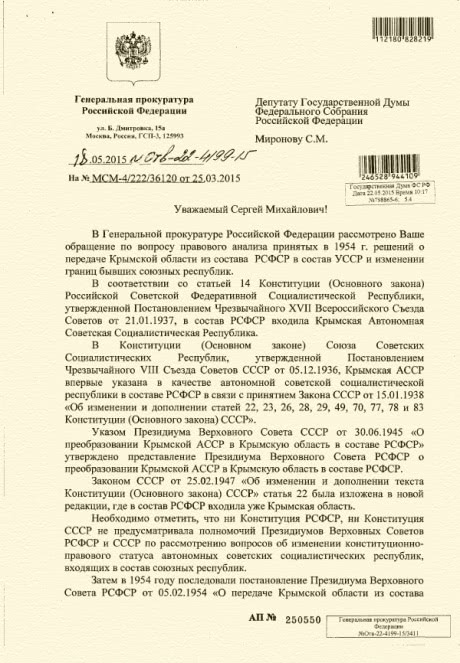 112180828219
Генеральная прокуратура
Российской Федерации
ул. Б. Дмитровка, 15а
Москва, Россия, ГСП-3, 125993
Депутату Государственной Думы
Федерального Собрания
Российской Федерации
Миронову С.М.
18.05.2015 № Отв-22-4199-15
На № МСМ-4/222/36120 от 25.03.2015
246528944109
Государственная Дума ФС РФ
Дата 22.05.2015 Время 10:17
№788865-6; 5.4
Уважаемый Сергей Михайлович!
В Генеральной прокуратуре Российской Федерации рассмотрено Ваше
обращение по вопросу правового анализа принятых в 1954 г. решений о
передаче Крымской области из состава РСФСР в состав УССР и изменении
границ бывших союзных республик.
В соответствии со статьей 14 Конституции (Основного закона)
Российской Советской Федеративной Социалистической Республики,
утвержденной Постановлением Чрезвычайного XVII Всероссийского Съезда
Советов от 21.01.1937, в состав РСФСР входила Крымская Автономная
Советская Социалистическая Республика.
В Конституции (Основном законе) Союза Советских
Социалистических Республик, утвержденной Постановлением
Чрезвычайного VIII Съезда Советов СССР от 05.12.1936, Крымская АССР
впервые указана в качестве автономной советской социалистической
республики в составе РСФСР в связи с принятием Закона СССР от 15.01.1938
«Об изменении и дополнении статей 22, 23, 26, 28, 29, 49, 70, 77, 78 и 83
Конституции (Основного закона) СССР».
Указом Президиума Верховного Совета СССР от 30.06.1945 «О
преобразовании Крымской АССР в Крымскую область в составе РСФСР»
утверждено представление Президиума Верховного Совета РСФСР о
преобразовании Крымской АССР в Крымскую область в составе РСФСР.
Законом СССР от 25.02.1947 «Об изменении и дополнении текста
Конституции (Основного закона) СССР» статья 22 была изложена в новой
редакции, где в состав РСФСР входила уже Крымская область.
Необходимо отметить, что ни Конституция РСФСР, ни Конституция
СССР не предусматривала полномочий Президиумов Верховных Советов
РСФСР и СССР по рассмотрению вопросов об изменении конституционно-
правового статуса автономных советских социалистических республик,
входящих в состав союзных республик.
Затем в 1954 году последовали постановление Президиума Верховного
Совета РСФСР от 05.02.1954 «О передаче Крымской области из состава
АП № 250550
Генеральная прокуратура Российской
Федерации
№Отв-22-4199-15/3411